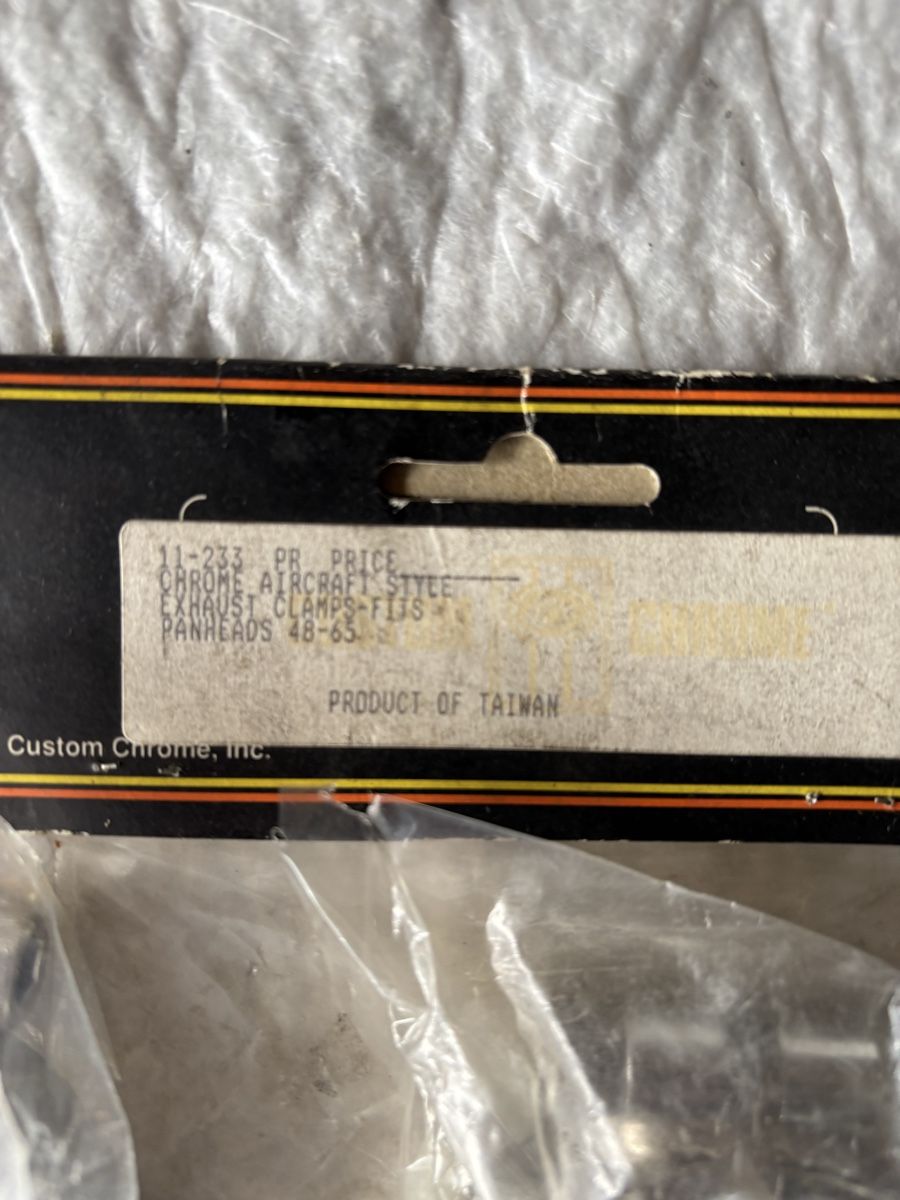 11-233 PR PRICE
CHROME AIRCRAFT STYLE
EXHAUST CLAMPS-FITS
PANHEADS 48-65
CHROME
PRODUCT OF TAIWAN
Custom Chrome, Inc.